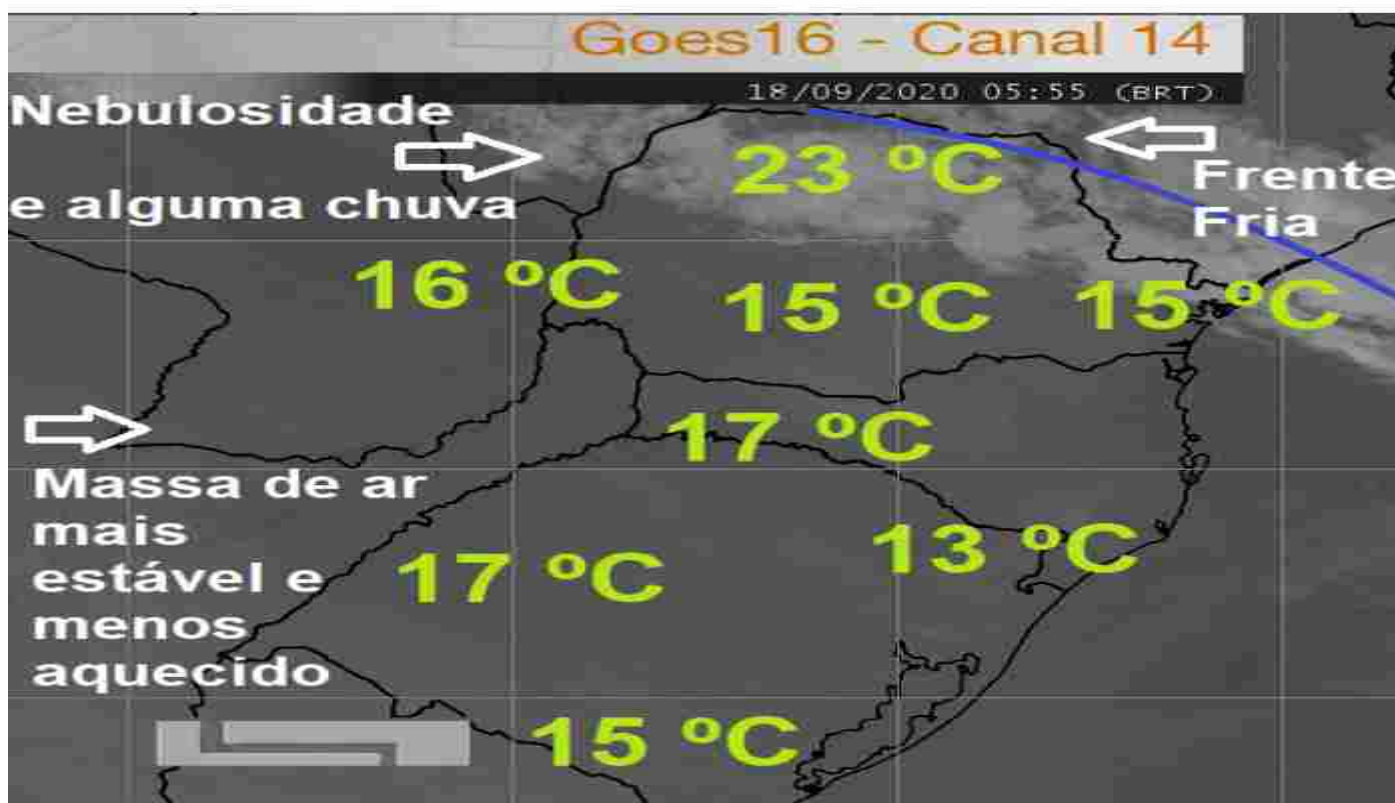 Goes16 - Canal 14
18/09/2020 05:55 (BRT)
Nebulosidade
e alguma chuva
23 ºC
Frente
Fria
16 ºC
15 ºC
15 ºC
17 ºC
Massa de ar
mais
estável e
menos
aquecido
13 ºC
17 ºC
15 ºC